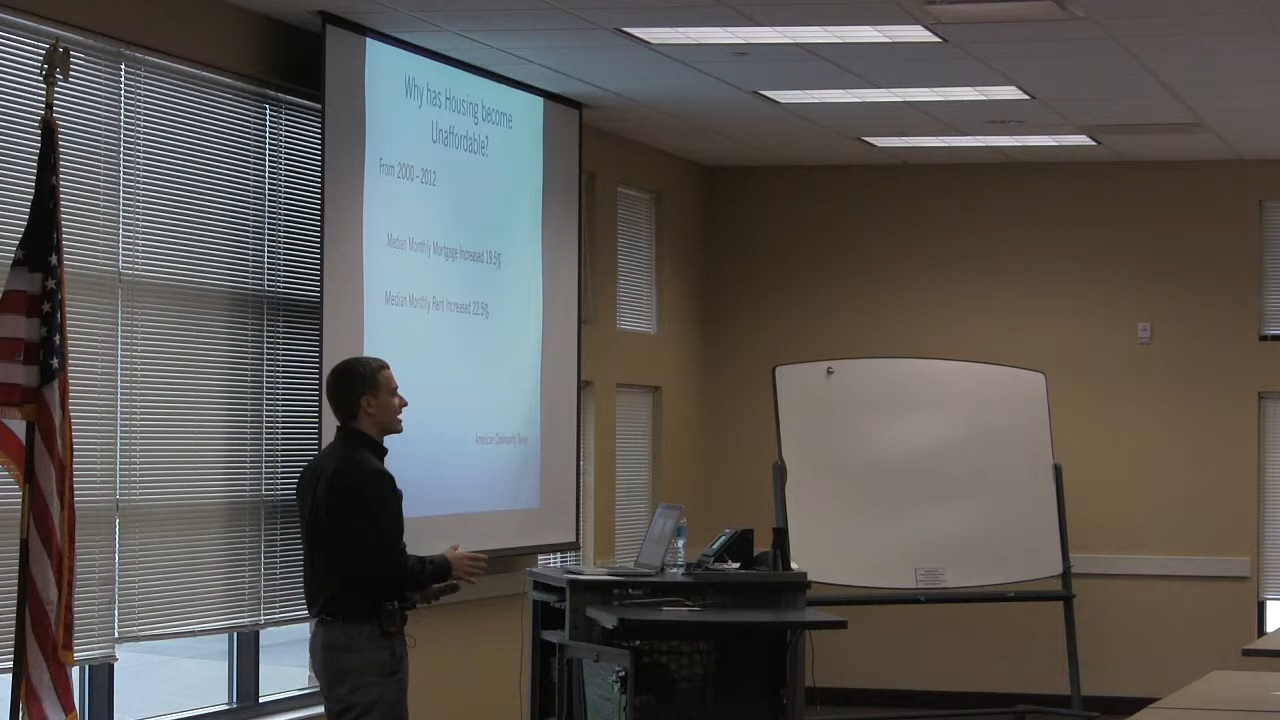 Why has Housing become
Unaffordable?
From 2000 – 2012
Median Monthly Mortgage Increased 19.5%
Median Monthly Rent Increased 22.5%
American Community Survey